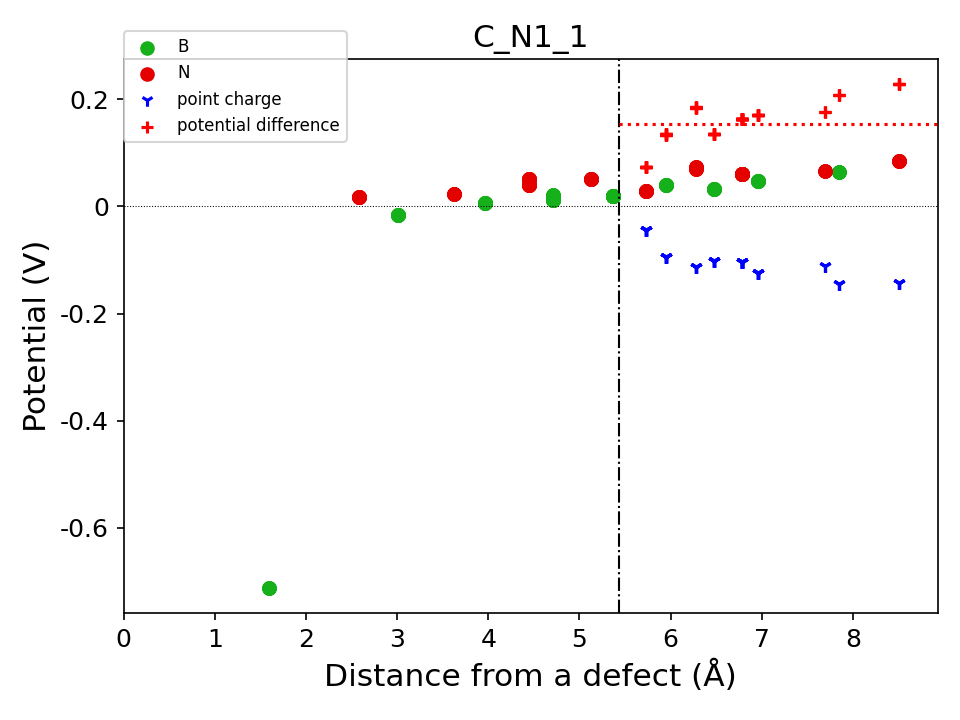 C_N1_1
B
N
point charge
potential difference
0.2
0
-0.2
-0.4
-0.6
Potential (V)
0 1 2 3 4 5 6 7 8
Distance from a defect (Å)